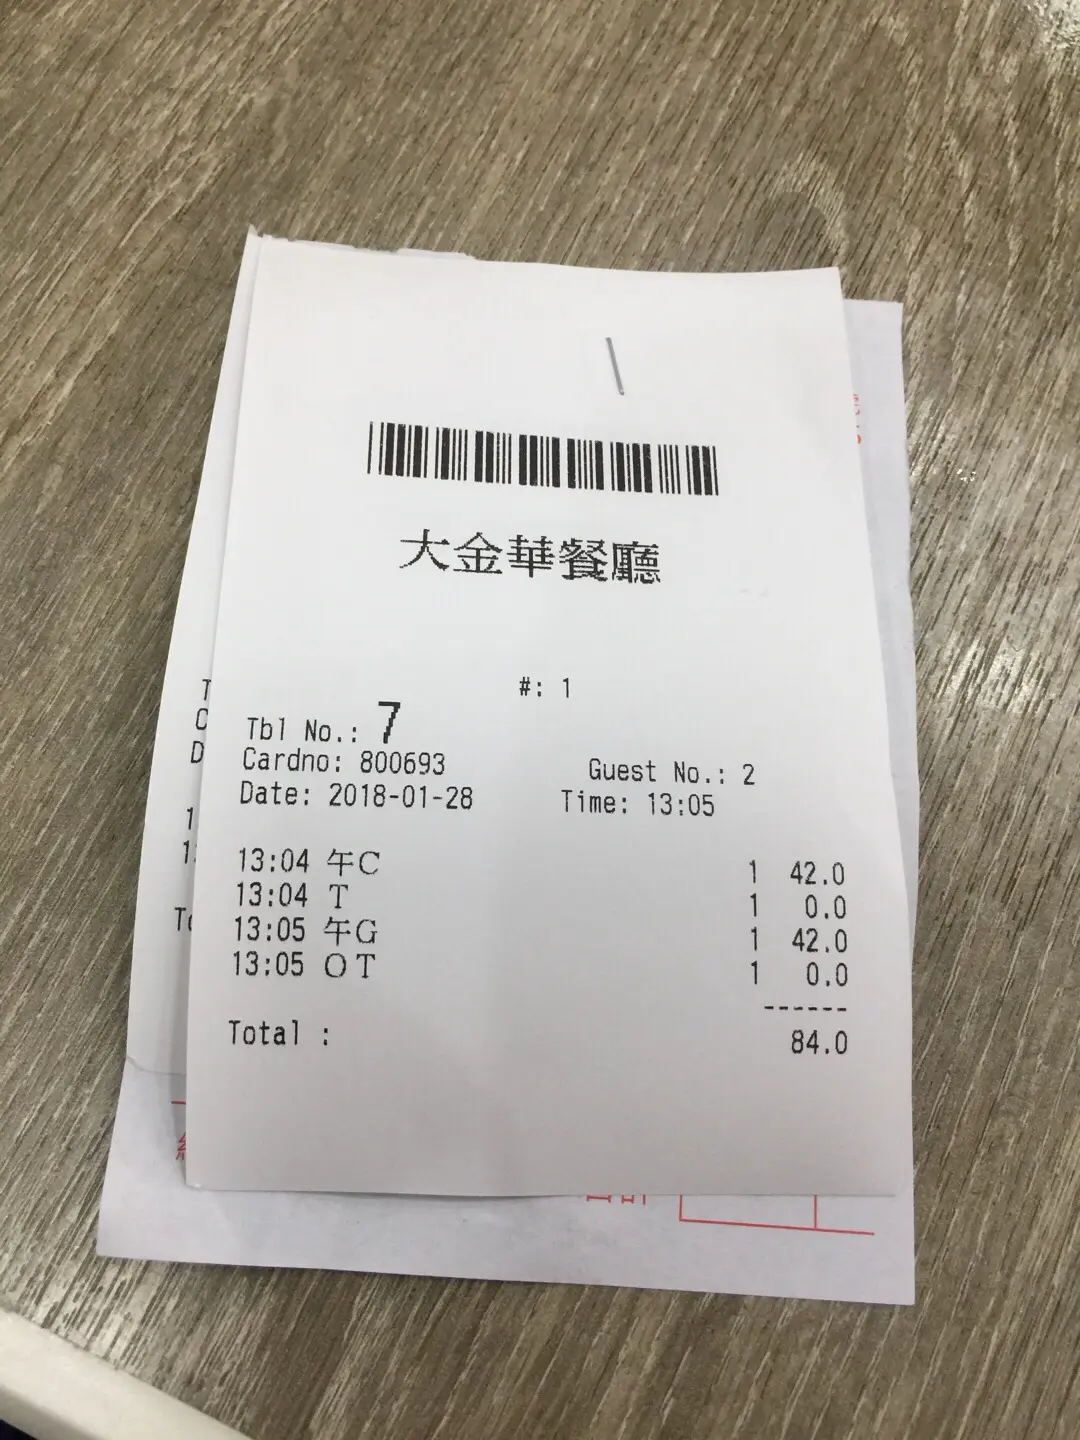 大金華餐廳
#: 1
Tbl No.: 7
Cardno: 800693 Guest No.: 2
Date: 2018-01-28 Time: 13:05
13:04 午C 1 42.0
13:04 T 1 0.0
13:05 午G 1 42.0
13:05 OT 1 0.0
------
Total : 84.0